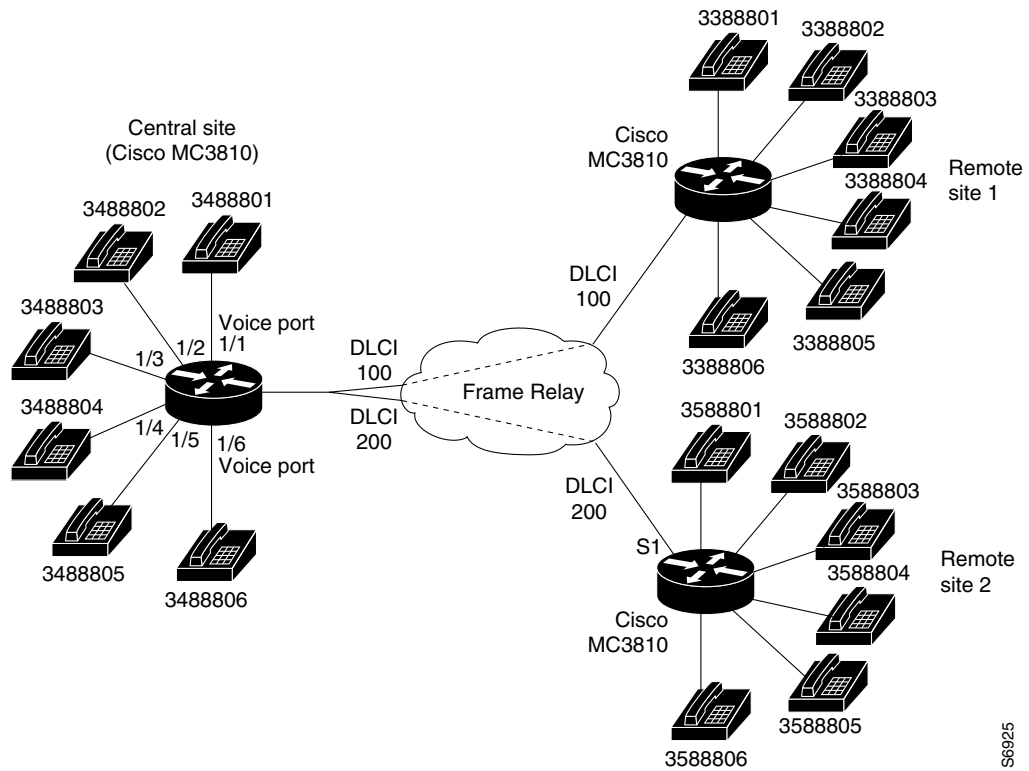 Central site
(Cisco MC3810)
3488801
3488802
3488803
3488804
3488805
3488806
Voice port
1/1
1/2
1/3
1/4
1/5
1/6
Voice port
DLCI
100
DLCI
200
Frame Relay
DLCI
100
DLCI
200
3388801
3388802
3388803
3388804
3388805
3388806
Cisco
MC3810
Remote
site 1
3588801
3588802
3588803
3588804
3588805
3588806
S1
Cisco
MC3810
Remote
site 2
S6925